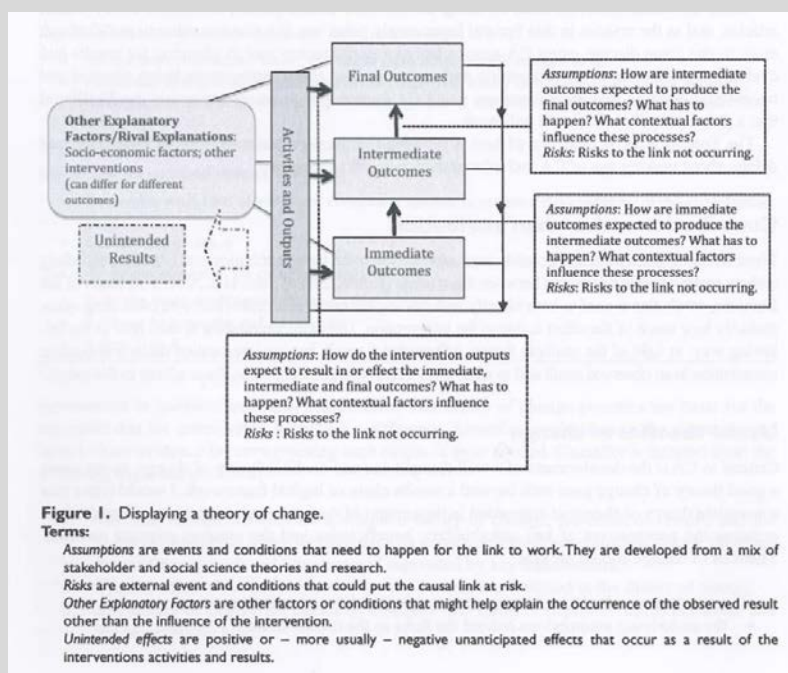 Final Outcomes
Assumptions: How are intermediate
outcomes expected to produce the
final outcomes? What has to
happen? What contextual factors
influence these processes?
Risks: Risks to the link not occurring.
Other Explanatory
Factors/Rival Explanations:
Socio-economic factors; other
interventions
(can differ for different
outcomes)
Activities and Outputs
Intermediate
Outcomes
Unintended
Results
Immediate
Outcomes
Assumptions: How are immediate
outcomes expected to produce the
intermediate outcomes? What has to
happen? What contextual factors
influence these processes?
Risks: Risks to the link not occurring.
Assumptions: How do the intervention outputs
expect to result in or effect the immediate,
intermediate and final outcomes? What has to
happen? What contextual factors influence
these processes?
Risks : Risks to the link not occurring.
Figure 1. Displaying a theory of change.
Terms:
Assumptions are events and conditions that need to happen for the link to work. They are developed from a mix of
stakeholder and social science theories and research.
Risks are external event and conditions that could put the causal link at risk.
Other Explanatory Factors are other factors or conditions that might help explain the occurrence of the observed result
other than the influence of the intervention.
Unintended effects are positive or – more usually – negative unanticipated effects that occur as a result of the
interventions activities and results.